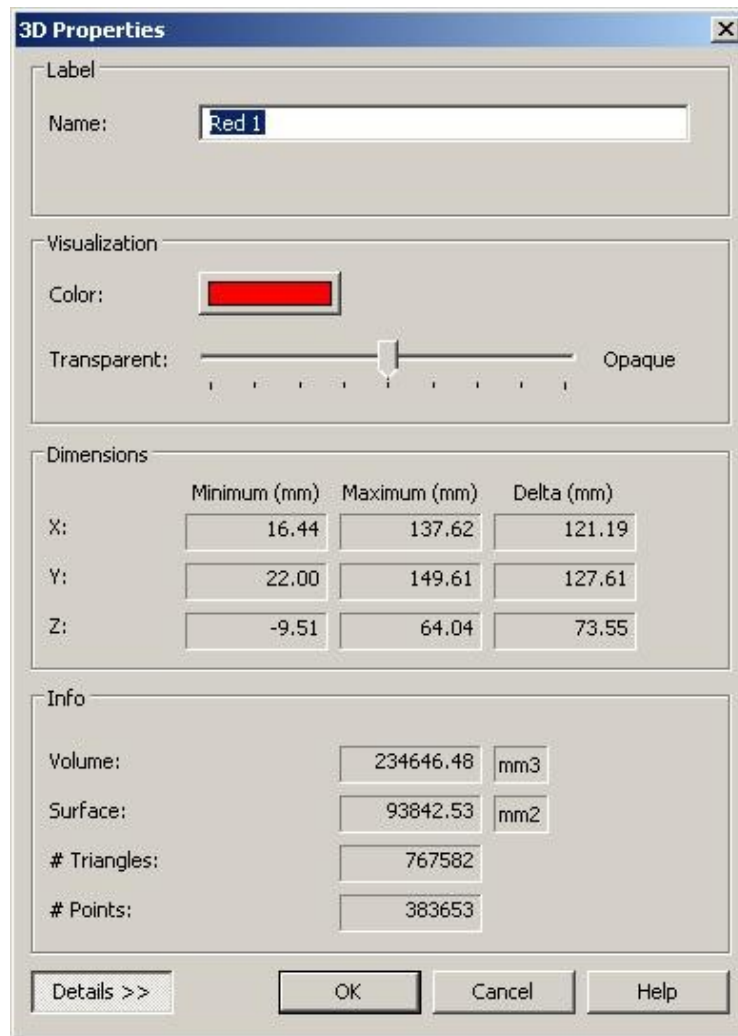 3D Properties
Label
Name: Red 1
Visualization
Color:
Transparent: Opaque
Dimensions
Minimum (mm) Maximum (mm) Delta (mm)
X: 16.44 137.62 121.19
Y: 22.00 149.61 127.61
Z: -9.51 64.04 73.55
Info
Volume: 234646.48 mm3
Surface: 93842.53 mm2
# Triangles: 767582
# Points: 383653
Details >> OK Cancel Help